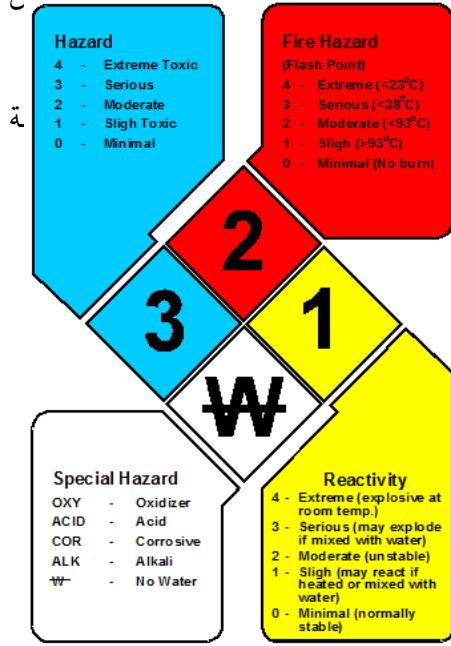 Hazard
4 - Extreme Toxic
3 - Serious
2 - Moderate
1 - Sligh Toxic
0 - Minimal
Fire Hazard
(Flash Point)
4 - Extreme (<23°C)
3 - Serious (<38°C)
2 - Moderate (<93°C)
1 - Sligh (>93°C)
0 - Minimal (No burn)
2
3
1
W
Special Hazard
OXY - Oxidizer
ACID - Acid
COR - Corrosive
ALK - Alkali
W - No Water
Reactivity
4 - Extreme (explosive at
room temp.)
3 - Serious (may explode
if mixed with water)
2 - Moderate (unstable)
1 - Sligh (may react if
heated or mixed with
water)
0 - Minimal (normally
stable)